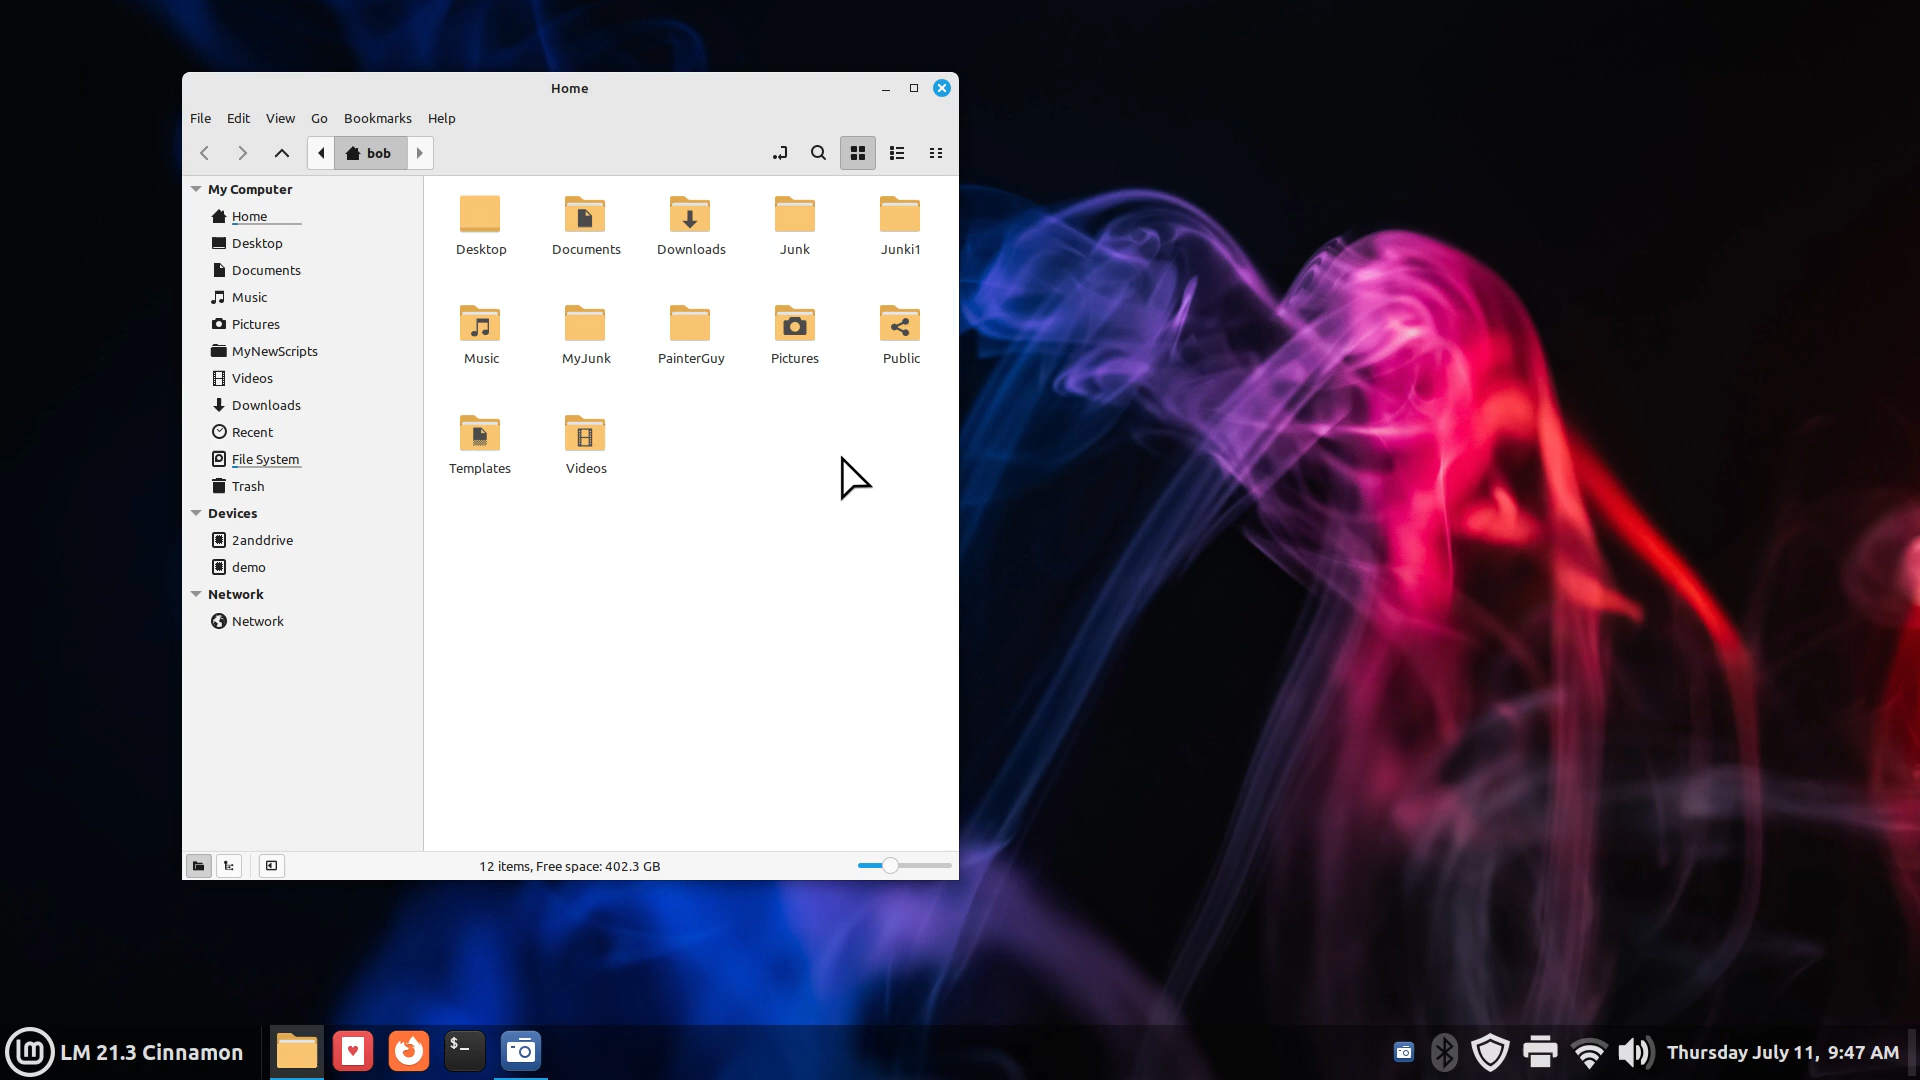 Home
File Edit View Go Bookmarks Help
bob
My Computer
Home
Desktop
Documents
Music
Pictures
MyNewScripts
Videos
Downloads
Recent
File System
Trash
Devices
2anddrive
demo
Network
Network
Desktop Documents Downloads Junk Junki1
Music MyJunk PainterGuy Pictures Public
Templates Videos
12 items, Free space: 402.3 GB
LM 21.3 Cinnamon
$_
Thursday July 11, 9:47 AM